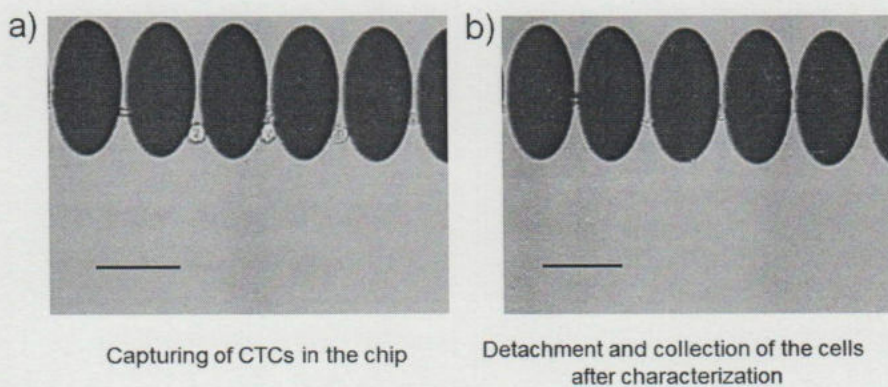 a)
b)
Capturing of CTCs in the chip
Detachment and collection of the cells
after characterization